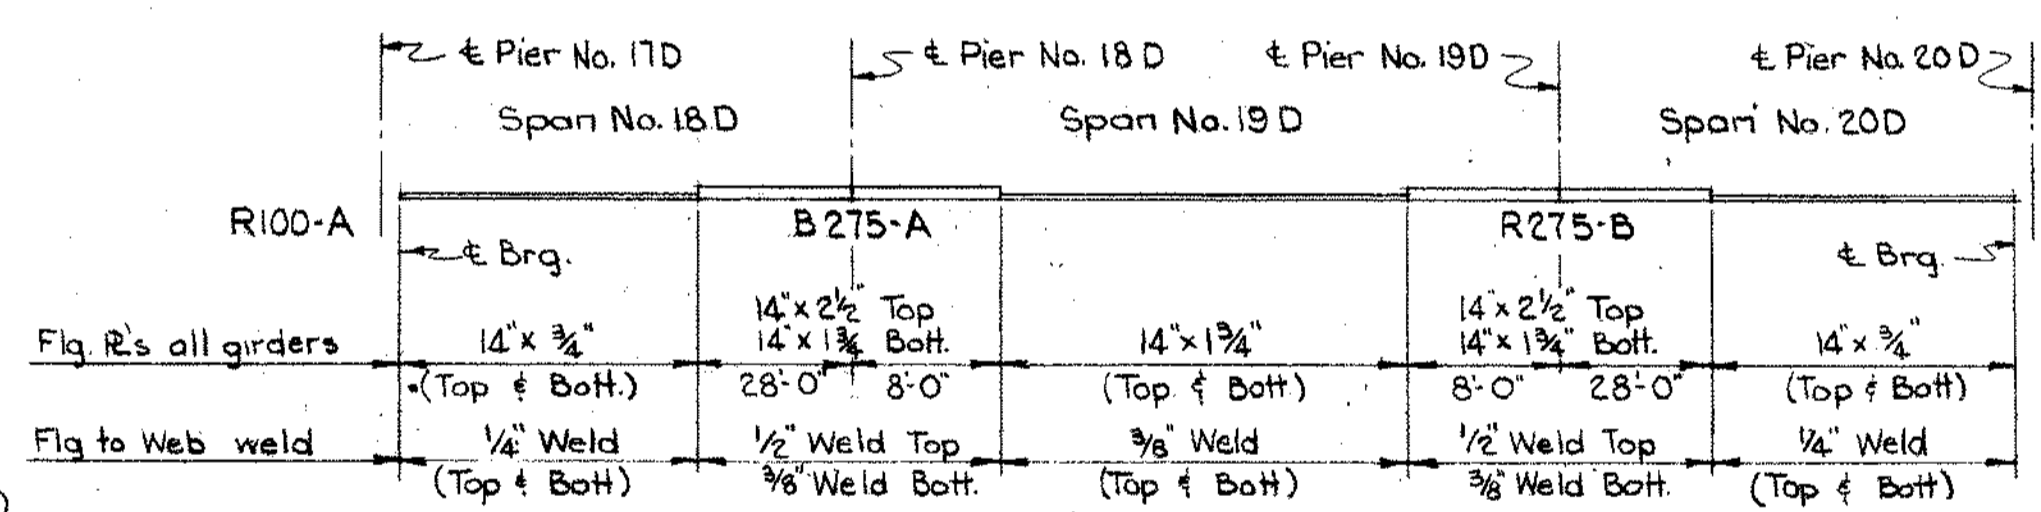 ℄ Pier No. 17D ℄ Pier No. 18 D ℄ Pier No. 19D ℄ Pier No. 20 D
Span No. 18.D Span No. 19 D Span No. 20D
R100-A B275-A R275-B
℄ Brg. ℄ Brg.
14"x 2½" Top 14"x 2½" Top
Flg. ℞'s all girders 14"x ¾" 14"x 1¾ Bott. 14"x1¾" 14"x 1¾" Bott. 14"x ¾"
(Top & Bott.) 28'-0" 8'-0" (Top & Bott.) 8'-0" 28'-0" (Top & Bott)
Flg to Web weld ¼" Weld ½" Weld Top ⅜" Weld ½" Weld Top ¼" Weld
(Top & Bott) ⅜" Weld Bott. (Top & Bott) ⅜" Weld Bott. (Top & Bott)